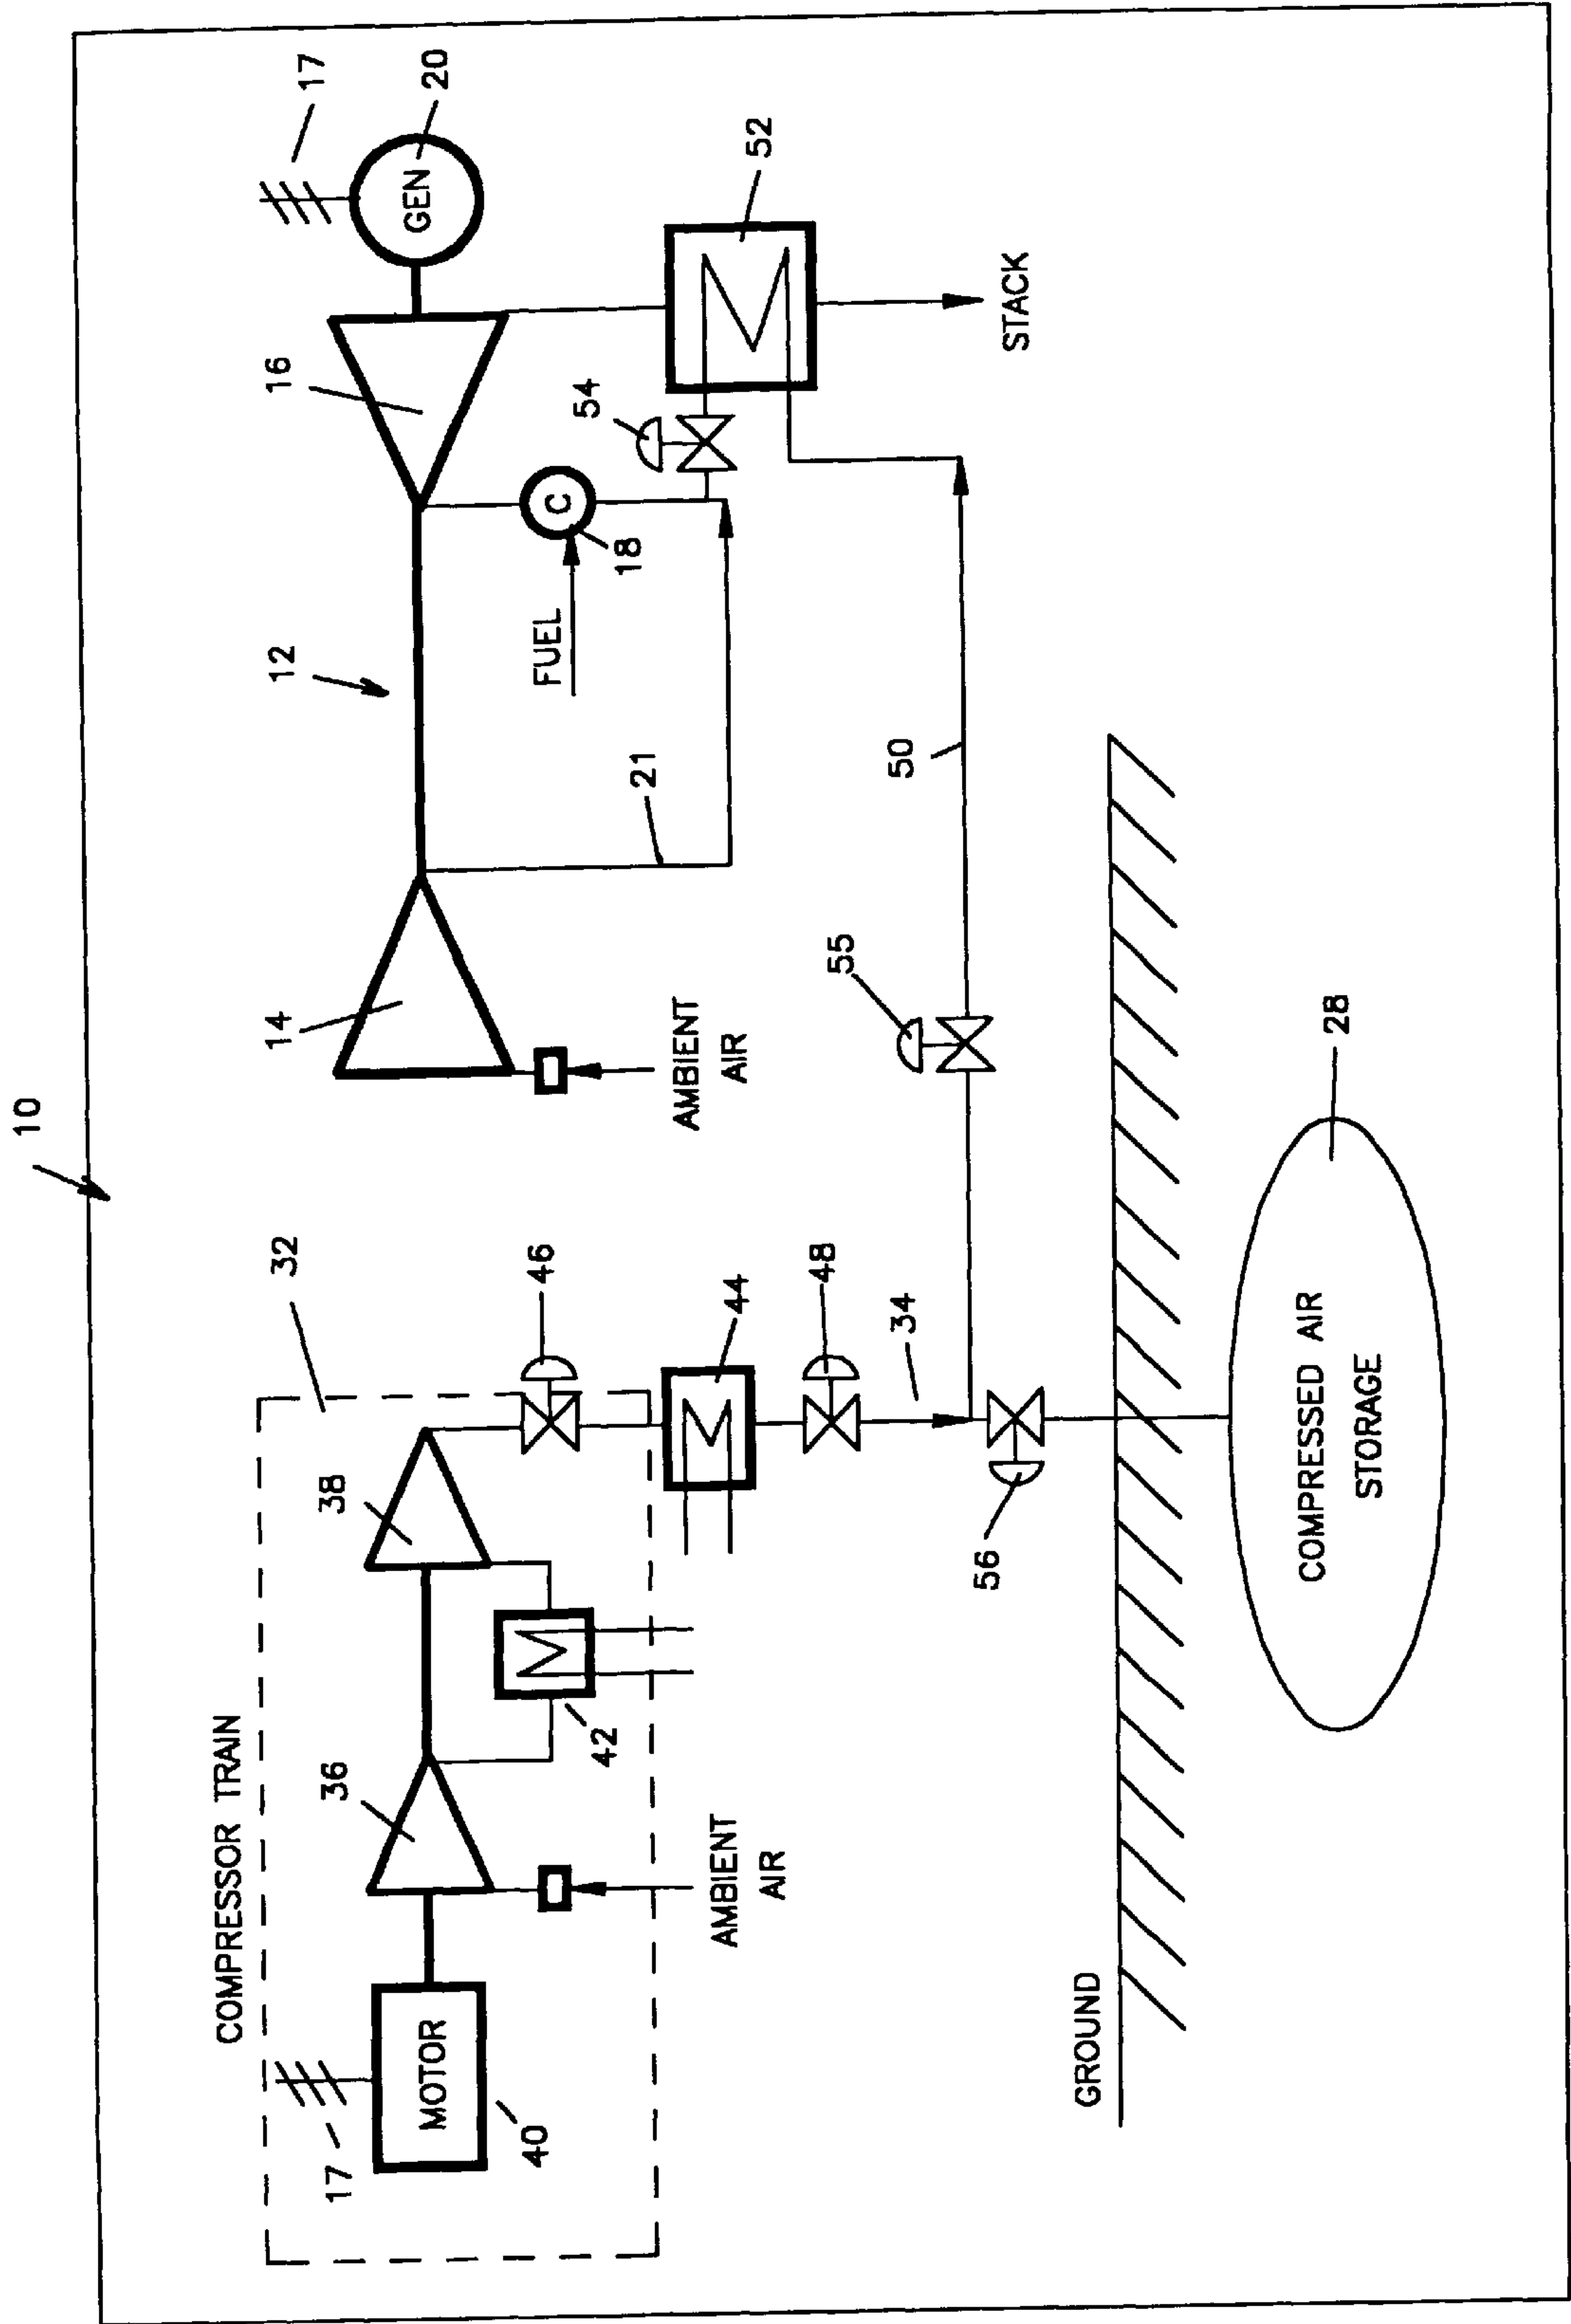 10
COMPRESSOR TRAIN
32
12
17
17
36
38
14
16
20
MOTOR
GEN
40
42
46
21
FUEL
C
18
54
52
AMBIENT
AIR
44
AMBIENT
AIR
48
55
34
50
STACK
56
GROUND
COMPRESSED AIR
STORAGE
28